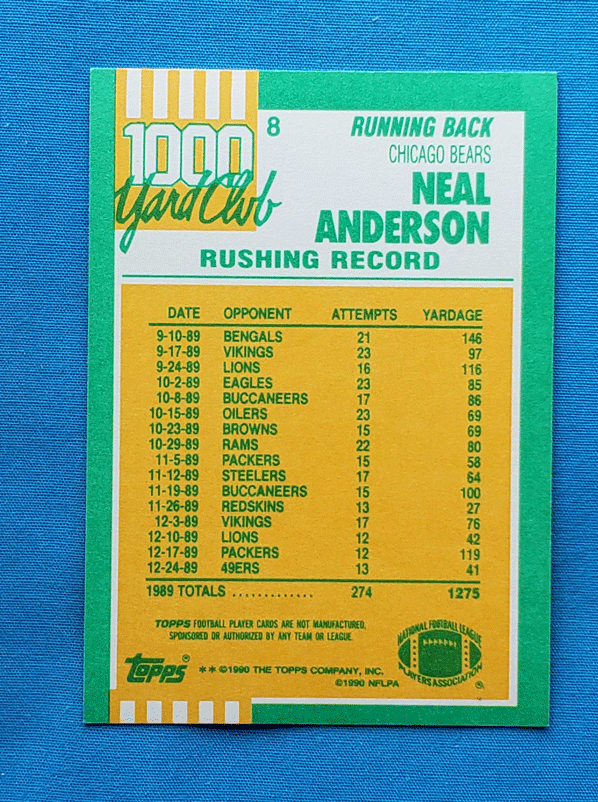 1000
Yard Club
8
RUNNING BACK
CHICAGO BEARS
NEAL
ANDERSON
RUSHING RECORD
DATE OPPONENT ATTEMPTS YARDAGE
9-10-89 BENGALS 21 146
9-17-89 VIKINGS 23 97
9-24-89 LIONS 16 116
10-2-89 EAGLES 23 85
10-8-89 BUCCANEERS 17 86
10-15-89 OILERS 23 69
10-23-89 BROWNS 15 69
10-29-89 RAMS 22 80
11-5-89 PACKERS 15 58
11-12-89 STEELERS 17 64
11-19-89 BUCCANEERS 15 100
11-26-89 REDSKINS 13 27
12-3-89 VIKINGS 17 76
12-10-89 LIONS 12 42
12-17-89 PACKERS 12 119
12-24-89 49ERS 13 41
1989 TOTALS ............. 274 1275
TOPPS FOOTBALL PLAYER CARDS ARE NOT MANUFACTURED,
SPONSORED OR AUTHORIZED BY ANY TEAM OR LEAGUE.
NATIONAL FOOTBALL LEAGUE
PLAYERS ASSOCIATION
®
Topps®
**©1990 THE TOPPS COMPANY, INC.
©1990 NFLPA